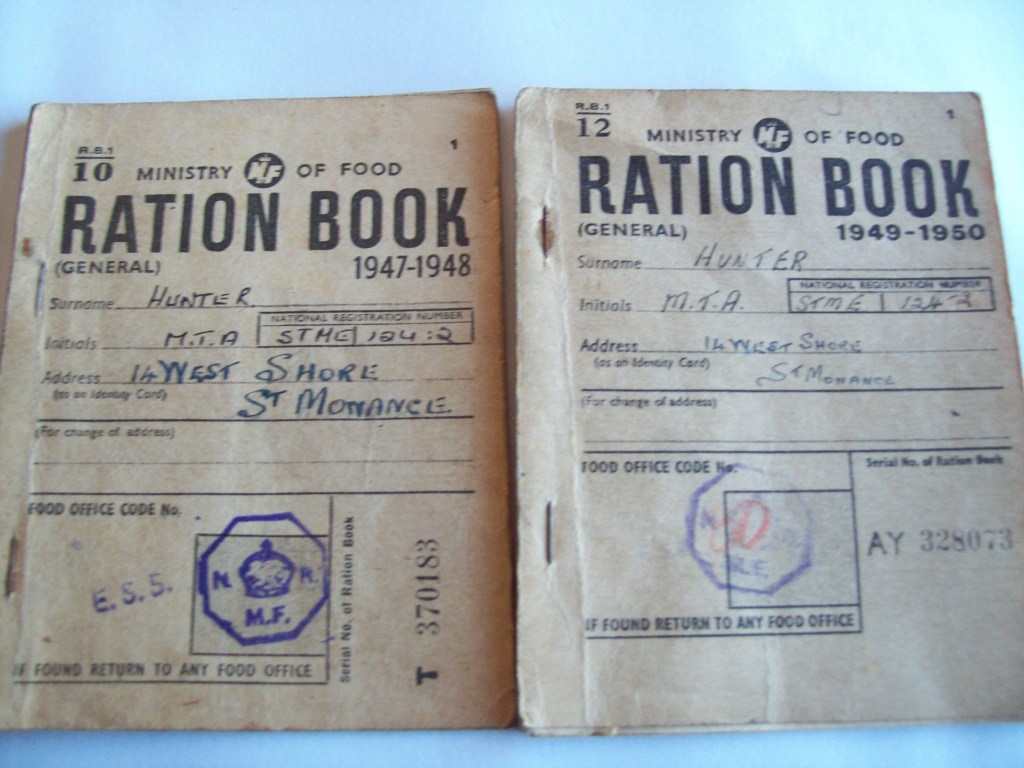 R.B.1
10
1
MINISTRY MF OF FOOD
RATION BOOK
(GENERAL)
1947-1948
Surname HUNTER
NATIONAL REGISTRATION NUMBER
Initials M.T.A STME 124:2
Address 14 WEST SHORE
(as on Identity Card)
ST MONANCE.
(For change of address)
FOOD OFFICE CODE No.
E.S.5.
N. R.
M.F.
IF FOUND RETURN TO ANY FOOD OFFICE
Serial No. of Ration Book
T 370183
R.B.1
12
1
MINISTRY MF OF FOOD
RATION BOOK
(GENERAL)
1949-1950
Surname HUNTER
NATIONAL REGISTRATION NUMBER
Initials M.T.A. STME 124-2
Address 14 WEST SHORE
(as on Identity Card)
ST MONANCE
(For change of address)
FOOD OFFICE CODE No.
Serial No. of Ration Book
AY 328073
IF FOUND RETURN TO ANY FOOD OFFICE